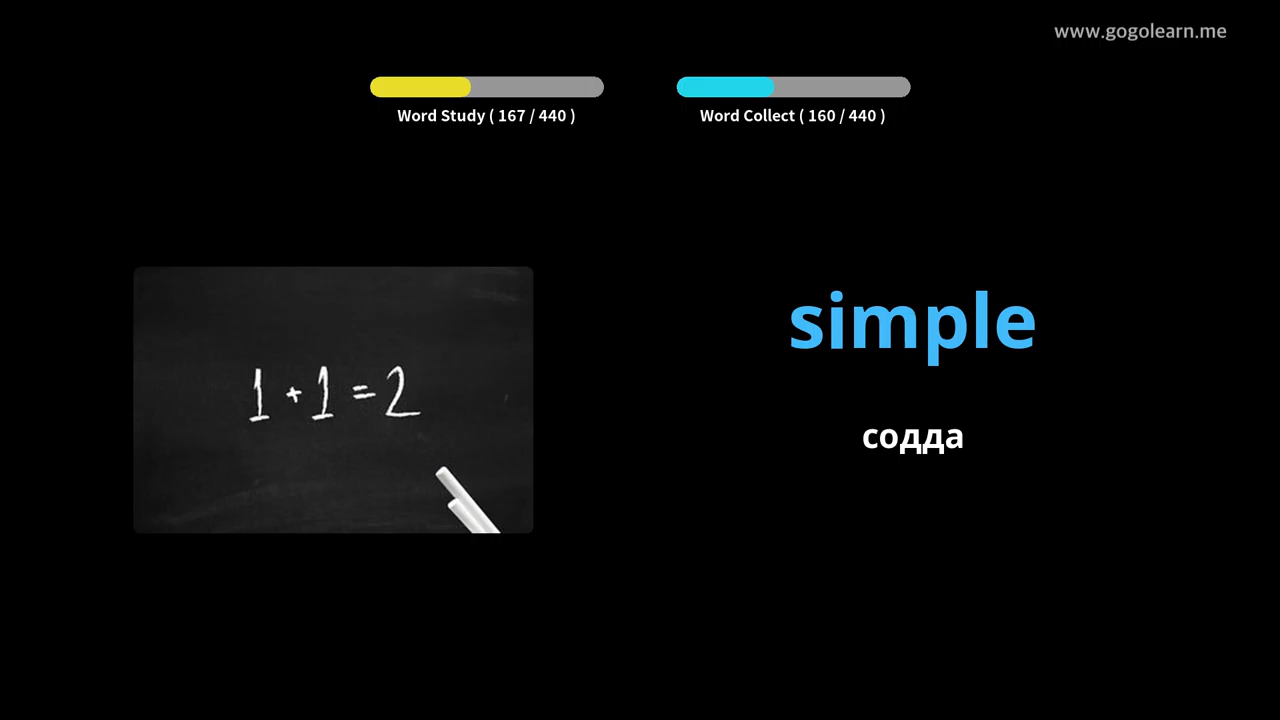 www.gogolearn.me
Word Study ( 167 / 440 )
Word Collect ( 160 / 440 )
1 + 1 = 2
simple
содда